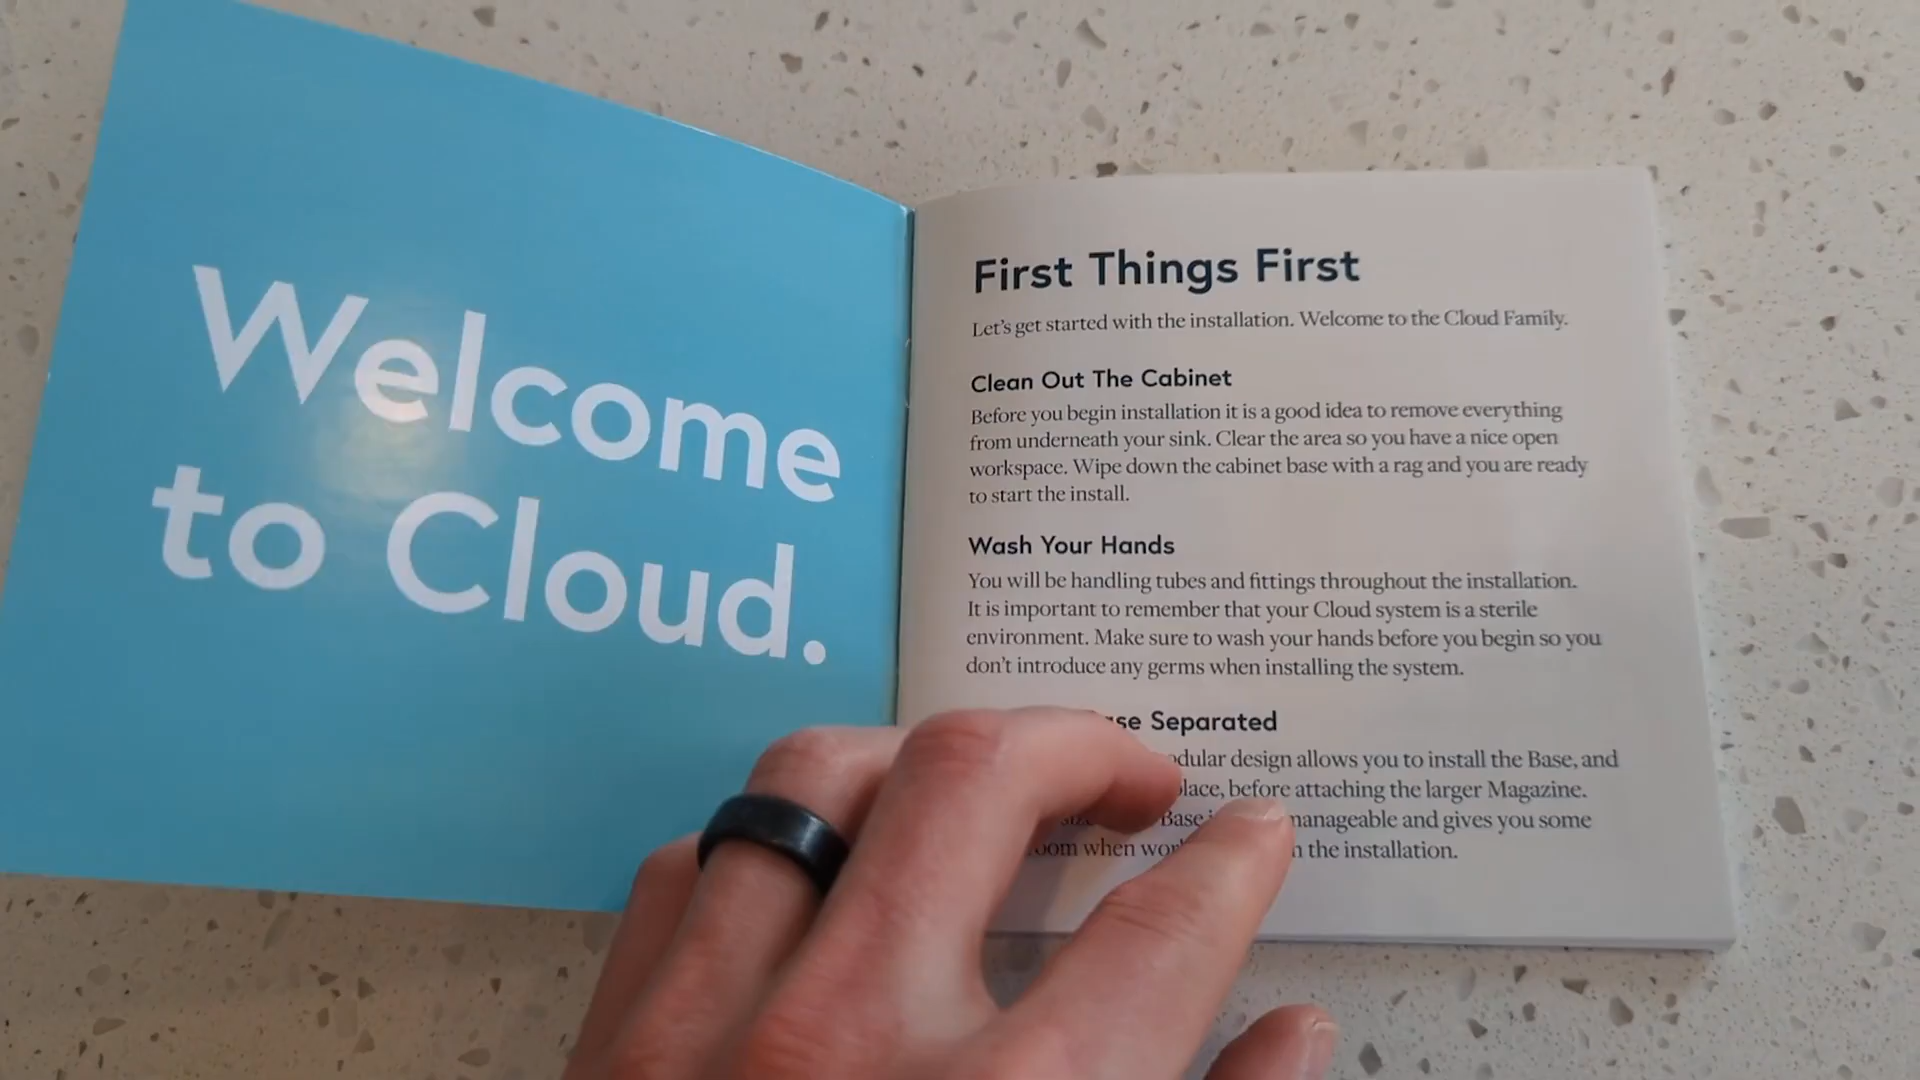 Welcome
to Cloud.
First Things First
Let's get started with the installation. Welcome to the Cloud Family.
Clean Out The Cabinet
Before you begin installation it is a good idea to remove everything
from underneath your sink. Clear the area so you have a nice open
workspace. Wipe down the cabinet base with a rag and you are ready
to start the install.
Wash Your Hands
You will be handling tubes and fittings throughout the installation.
It is important to remember that your Cloud system is a sterile
environment. Make sure to wash your hands before you begin so you
don't introduce any germs when installing the system.
Separated
design allows you to install the Base, and
before attaching the larger Magazine.
Base manageable and gives you some
when the installation.